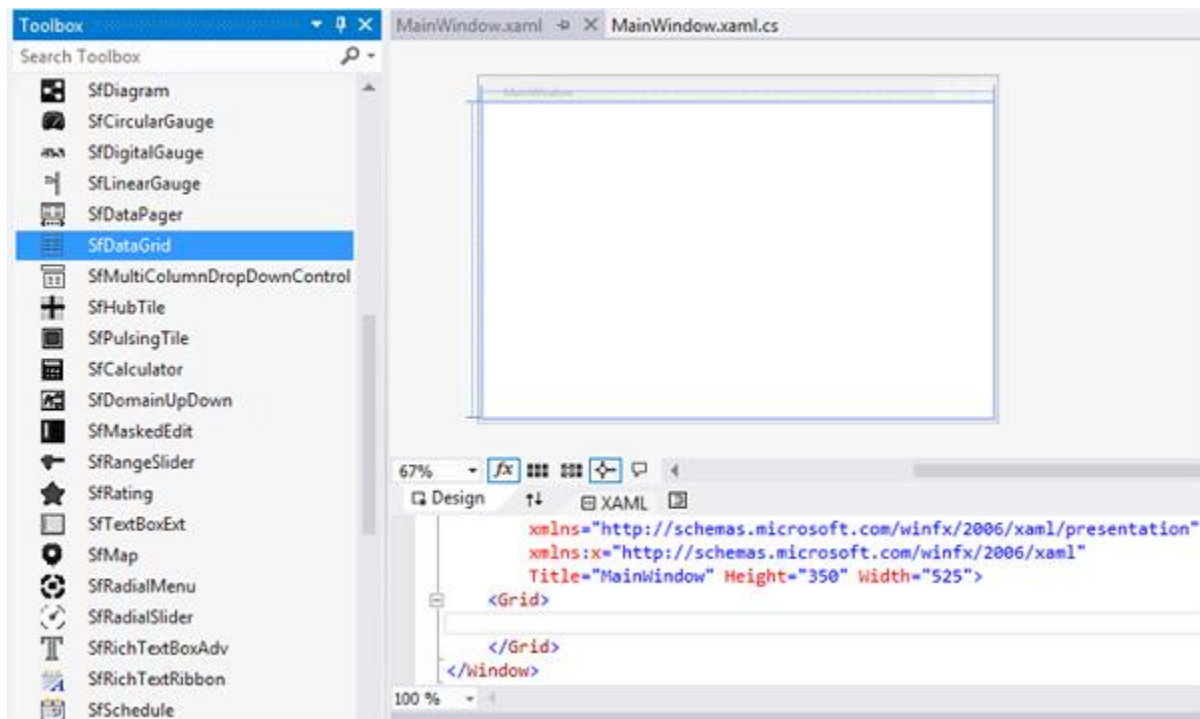 Toolbox
Search Toolbox
SfDiagram
SfCircularGauge
SfDigitalGauge
SfLinearGauge
SfDataPager
SfDataGrid
SfMultiColumnDropDownControl
SfHubTile
SfPulsingTile
SfCalculator
SfDomainUpDown
SfMaskedEdit
SfRangeSlider
SfRating
SfTextBoxExt
SfMap
SfRadialMenu
SfRadialSlider
SfRichTextBoxAdv
SfRichTextRibbon
SfSchedule
MainWindow.xaml MainWindow.xaml.cs
MainWindow
67% fx
Design XAML
xmlns="http://schemas.microsoft.com/winfx/2006/xaml/presentation"
xmlns:x="http://schemas.microsoft.com/winfx/2006/xaml"
Title="MainWindow" Height="350" Width="525">
<Grid>
</Grid>
</Window>
100 %